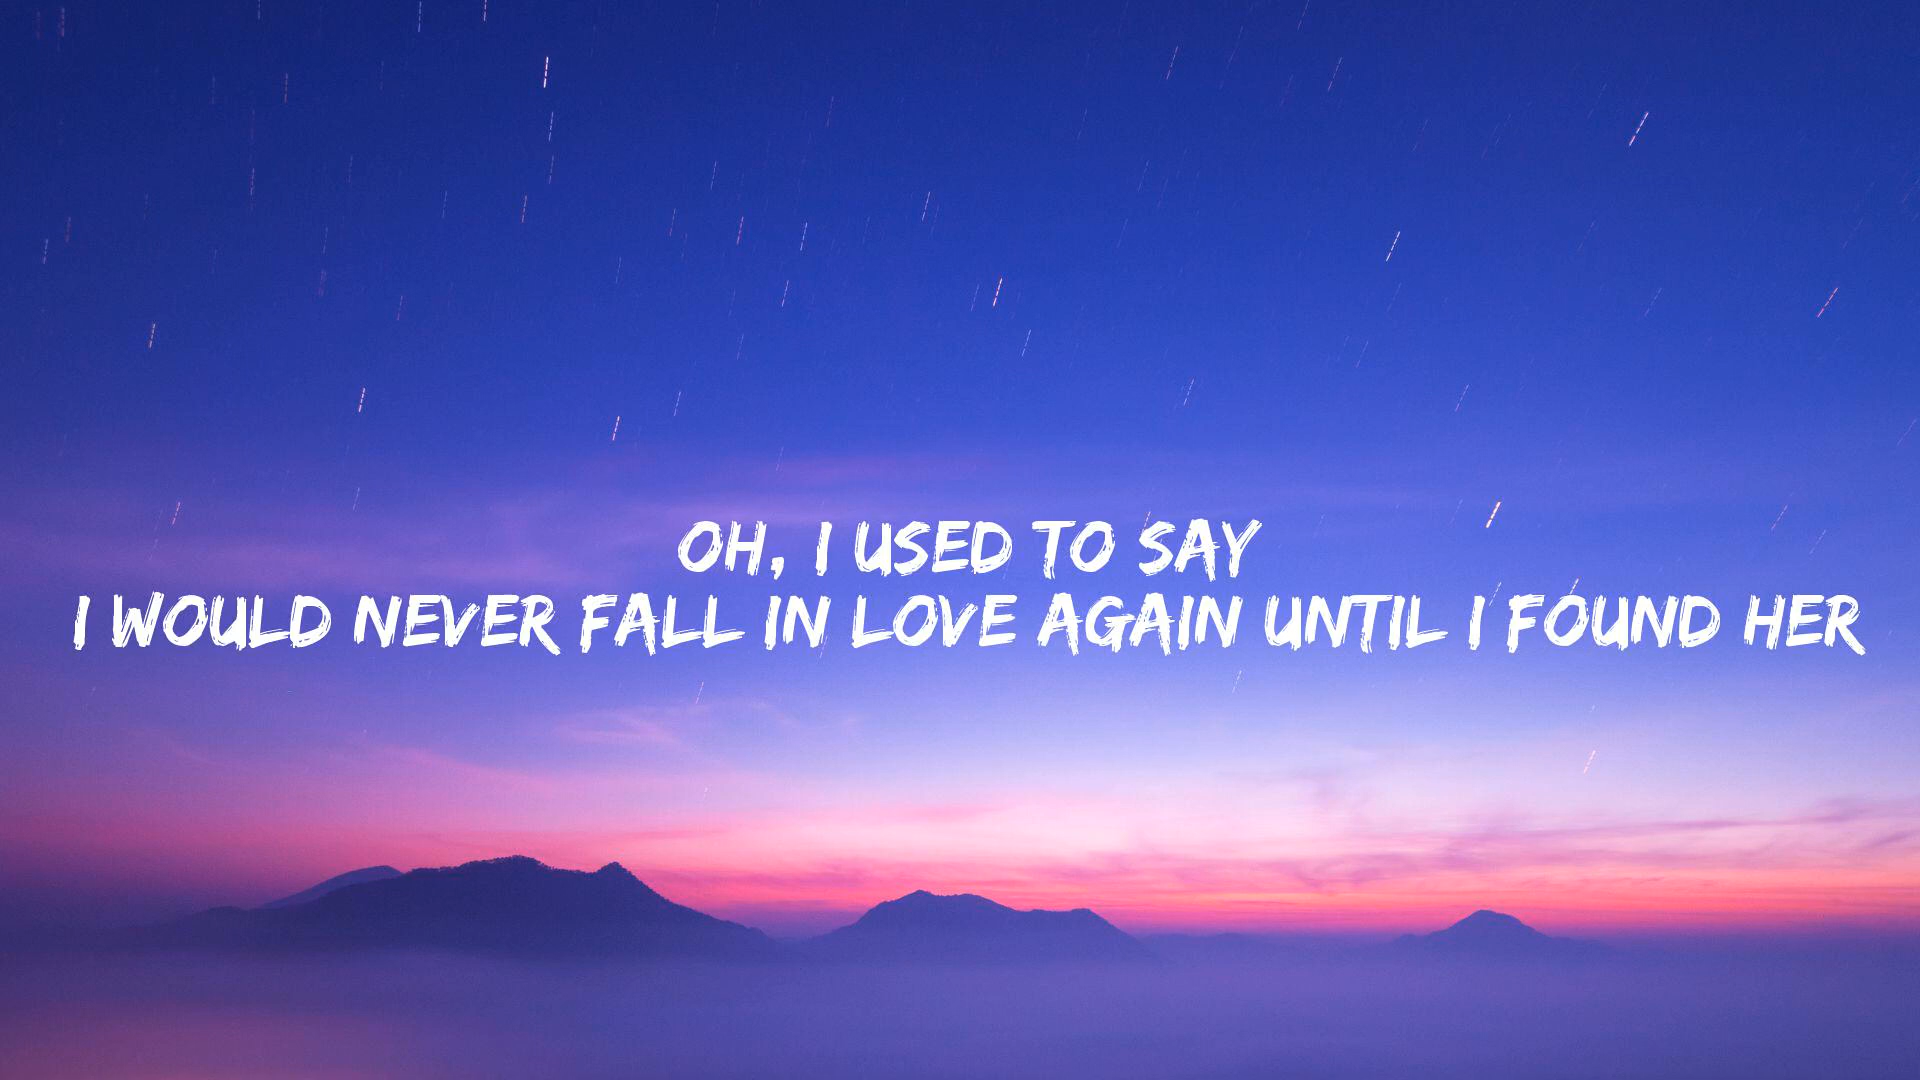 OH, I USED TO SAY
I WOULD NEVER FALL IN LOVE AGAIN UNTIL I FOUND HER